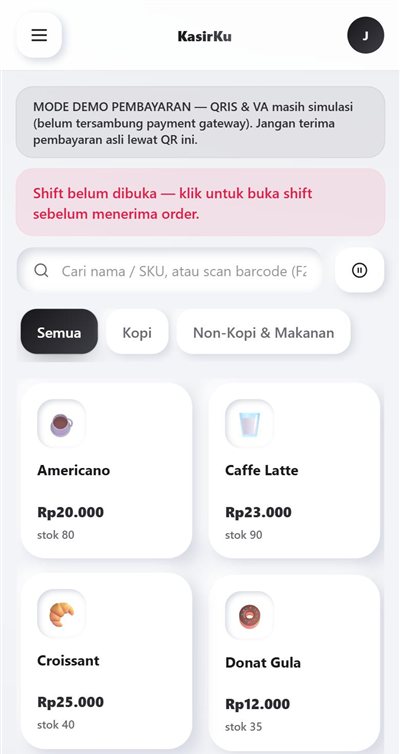 KasirKu
J
MODE DEMO PEMBAYARAN — QRIS & VA masih simulasi
(belum tersambung payment gateway). Jangan terima
pembayaran asli lewat QR ini.
Shift belum dibuka — klik untuk buka shift
sebelum menerima order.
Cari nama / SKU, atau scan barcode (F2
Semua
Kopi
Non-Kopi & Makanan
Americano
Rp20.000
stok 80
Caffe Latte
Rp23.000
stok 90
Croissant
Rp25.000
stok 40
Donat Gula
Rp12.000
stok 35